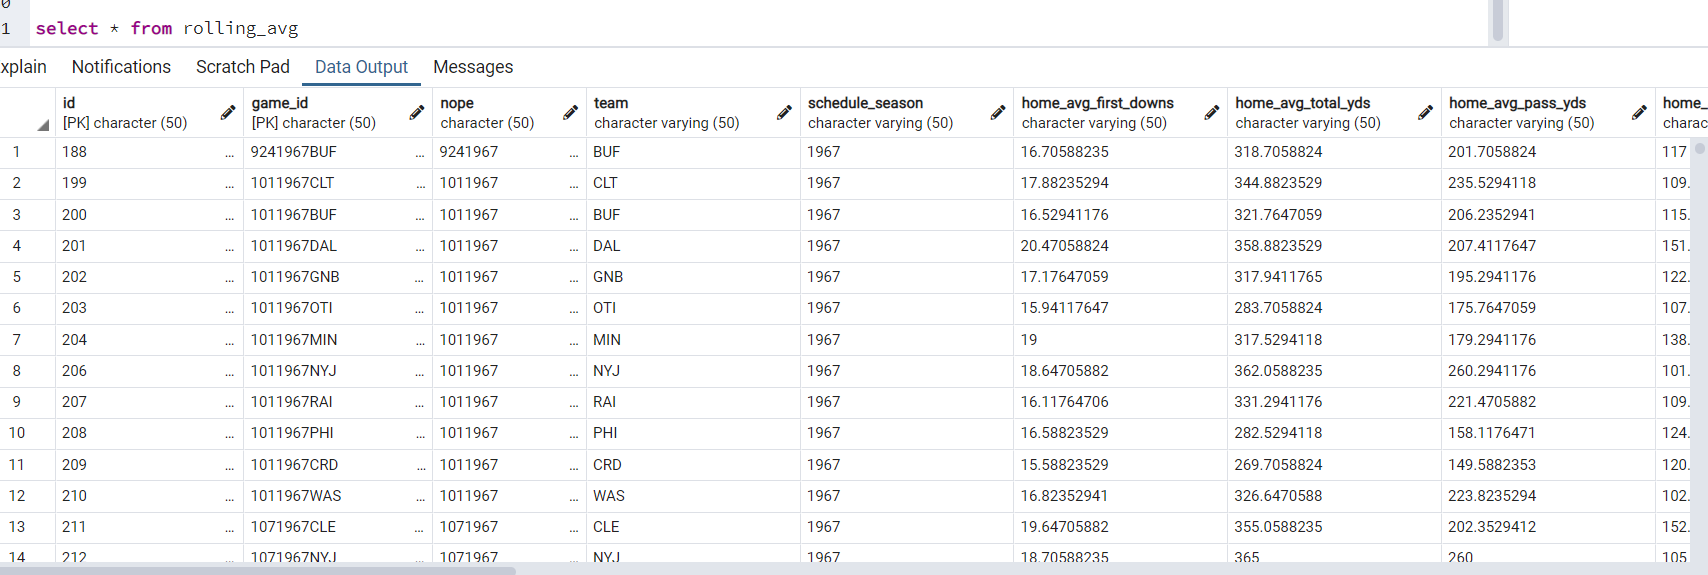 0
1 select * from rolling_avg
xplain Notifications Scratch Pad Data Output Messages
id game_id nope team schedule_season home_avg_first_downs home_avg_total_yds home_avg_pass_yds home_
[PK] character (50) [PK] character (50) character (50) character varying (50) character varying (50) character varying (50) character varying (50) character varying (50) charac
1 188 ... 9241967BUF ... 9241967 ... BUF 1967 16.70588235 318.7058824 201.7058824 117
2 199 ... 1011967CLT ... 1011967 ... CLT 1967 17.88235294 344.8823529 235.5294118 109.
3 200 ... 1011967BUF ... 1011967 ... BUF 1967 16.52941176 321.7647059 206.2352941 115.
4 201 ... 1011967DAL ... 1011967 ... DAL 1967 20.47058824 358.8823529 207.4117647 151.
5 202 ... 1011967GNB ... 1011967 ... GNB 1967 17.17647059 317.9411765 195.2941176 122.
6 203 ... 1011967OTI ... 1011967 ... OTI 1967 15.94117647 283.7058824 175.7647059 107.
7 204 ... 1011967MIN ... 1011967 ... MIN 1967 19 317.5294118 179.2941176 138.
8 206 ... 1011967NYJ ... 1011967 ... NYJ 1967 18.64705882 362.0588235 260.2941176 101.
9 207 ... 1011967RAI ... 1011967 ... RAI 1967 16.11764706 331.2941176 221.4705882 109.
10 208 ... 1011967PHI ... 1011967 ... PHI 1967 16.58823529 282.5294118 158.1176471 124.
11 209 ... 1011967CRD ... 1011967 ... CRD 1967 15.58823529 269.7058824 149.5882353 120.
12 210 ... 1011967WAS ... 1011967 ... WAS 1967 16.82352941 326.6470588 223.8235294 102.
13 211 ... 1071967CLE ... 1071967 ... CLE 1967 19.64705882 355.0588235 202.3529412 152.
14 212 ... 1071967NYJ ... 1071967 ... NYJ 1967 18.70588235 365 260 105